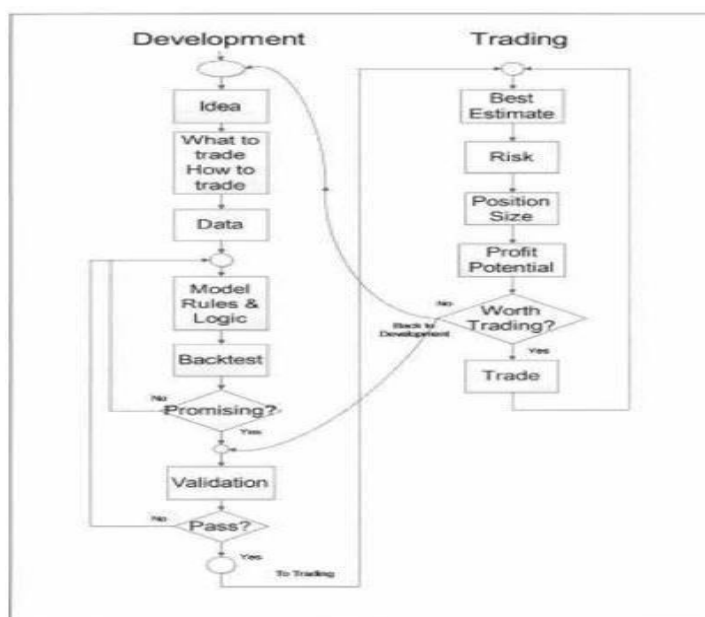 Development
Idea
What to
trade
How to
trade
Data
Model
Rules &
Logic
Backtest
No
Promising?
Yes
Validation
No
Pass?
Yes
To Trading
Trading
Best
Estimate
Risk
Position
Size
Profit
Potential
No
Worth
Trading?
Back to
Development
Yes
Trade